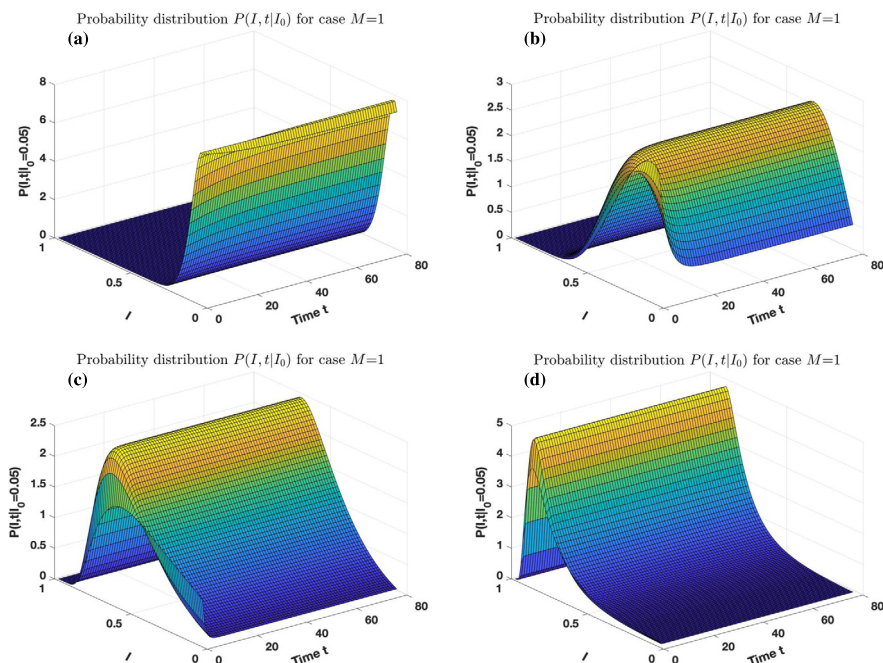 Probability distribution P(I,t|I₀) for case M=1
(a)
8
6
4
2
0
P(I,t|I₀=0.05)
1
0.5
0
I
0
20
40
60
80
Time t
Probability distribution P(I,t|I₀) for case M=1
(b)
3
2.5
2
1.5
1
0.5
0
P(I,t|I₀=0.05)
1
0.5
0
I
0
20
40
60
80
Time t
Probability distribution P(I,t|I₀) for case M=1
(c)
2.5
2
1.5
1
0.5
0
P(I,t|I₀=0.05)
1
0.5
0
I
0
20
40
60
80
Time t
Probability distribution P(I,t|I₀) for case M=1
(d)
5
4
3
2
1
0
P(I,t|I₀=0.05)
1
0.5
0
I
0
20
40
60
80
Time t